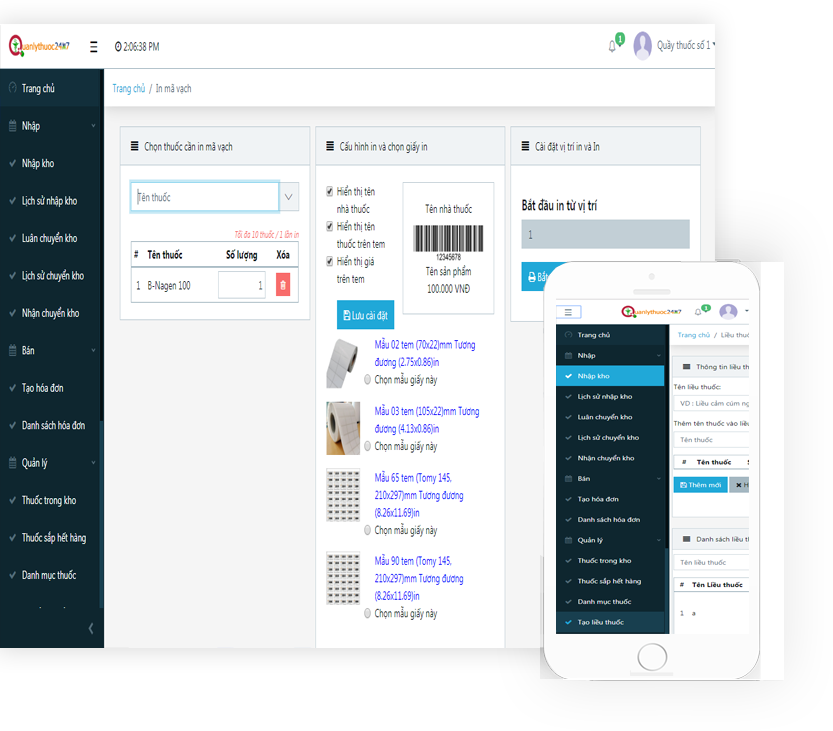 uanlythuoc24h7
2:06:38 PM
1
Quầy thuốc số 1
Trang chủ
Nhập
Nhập kho
Lịch sử nhập kho
Luân chuyển kho
Lịch sử chuyển kho
Nhận chuyển kho
Bán
Tạo hóa đơn
Danh sách hóa đơn
Quản lý
Thuốc trong kho
Thuốc sắp hết hàng
Danh mục thuốc
Trang chủ / In mã vạch
Chọn thuốc cần in mã vạch
Tên thuốc
Tối đa 10 thuốc / 1 lần in
# Tên thuốc Số lượng Xóa
1 B-Nagen 100 1
Cấu hình in và chọn giấy in
Hiển thị tên
nhà thuốc
Hiển thị tên
thuốc trên tem
Hiển thị giá
trên tem
Tên nhà thuốc
12345678
Tên sản phẩm
100.000 VNĐ
Lưu cài đặt
Mẫu 02 tem (70x22)mm Tương
đương (2.75x0.86)in
Chọn mẫu giấy này
Mẫu 03 tem (105x22)mm Tương
đương (4.13x0.86)in
Chọn mẫu giấy này
Mẫu 65 tem (Tomy 145,
210x297)mm Tương đương
(8.26x11.69)in
Chọn mẫu giấy này
Mẫu 90 tem (Tomy 145,
210x297)mm Tương đương
(8.26x11.69)in
Chọn mẫu giấy này
Cài đặt vị trí in và In
Bắt đầu in từ vị trí
1
Bắt
uanlythuoc24h7
1
Trang chủ
Nhập
Nhập kho
Lịch sử nhập kho
Luân chuyển kho
Lịch sử chuyển kho
Nhận chuyển kho
Bán
Tạo hóa đơn
Danh sách hóa đơn
Quản lý
Thuốc trong kho
Thuốc sắp hết hàng
Danh mục thuốc
Tạo liều thuốc
Trang chủ / Liều thuố
Thông tin liều th
Tên liều thuốc:
VD : Liều cảm cúm ng
Thêm tên thuốc vào liều
Tên thuốc
# Tên thuốc
Thêm mới
Danh sách liều t
Tên liều thuốc
# Tên Liều thuốc
1 a